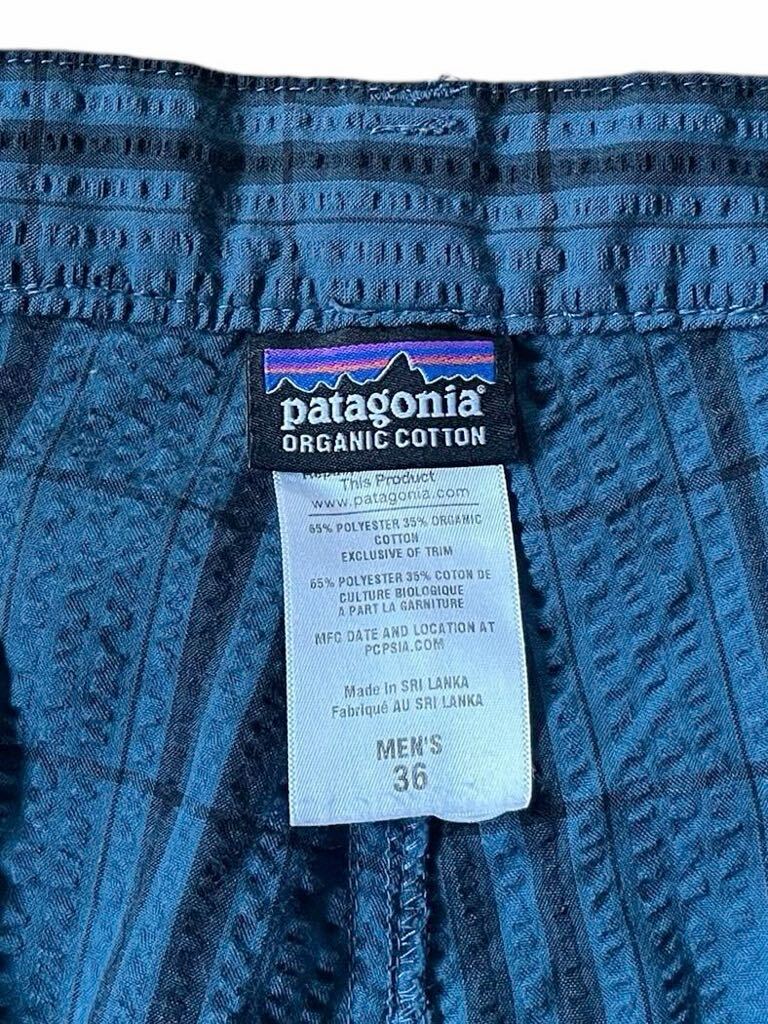 patagonia®
ORGANIC COTTON
This Product
www.patagonia.com
65% POLYESTER 35% ORGANIC
COTTON
EXCLUSIVE OF TRIM
65% POLYESTER 35% COTON DE
CULTURE BIOLOGIQUE
A PART LA GARNITURE
MFG DATE AND LOCATION AT
PCPSIA.COM
Made in SRI LANKA
Fabriqué AU SRI LANKA
MEN'S
36